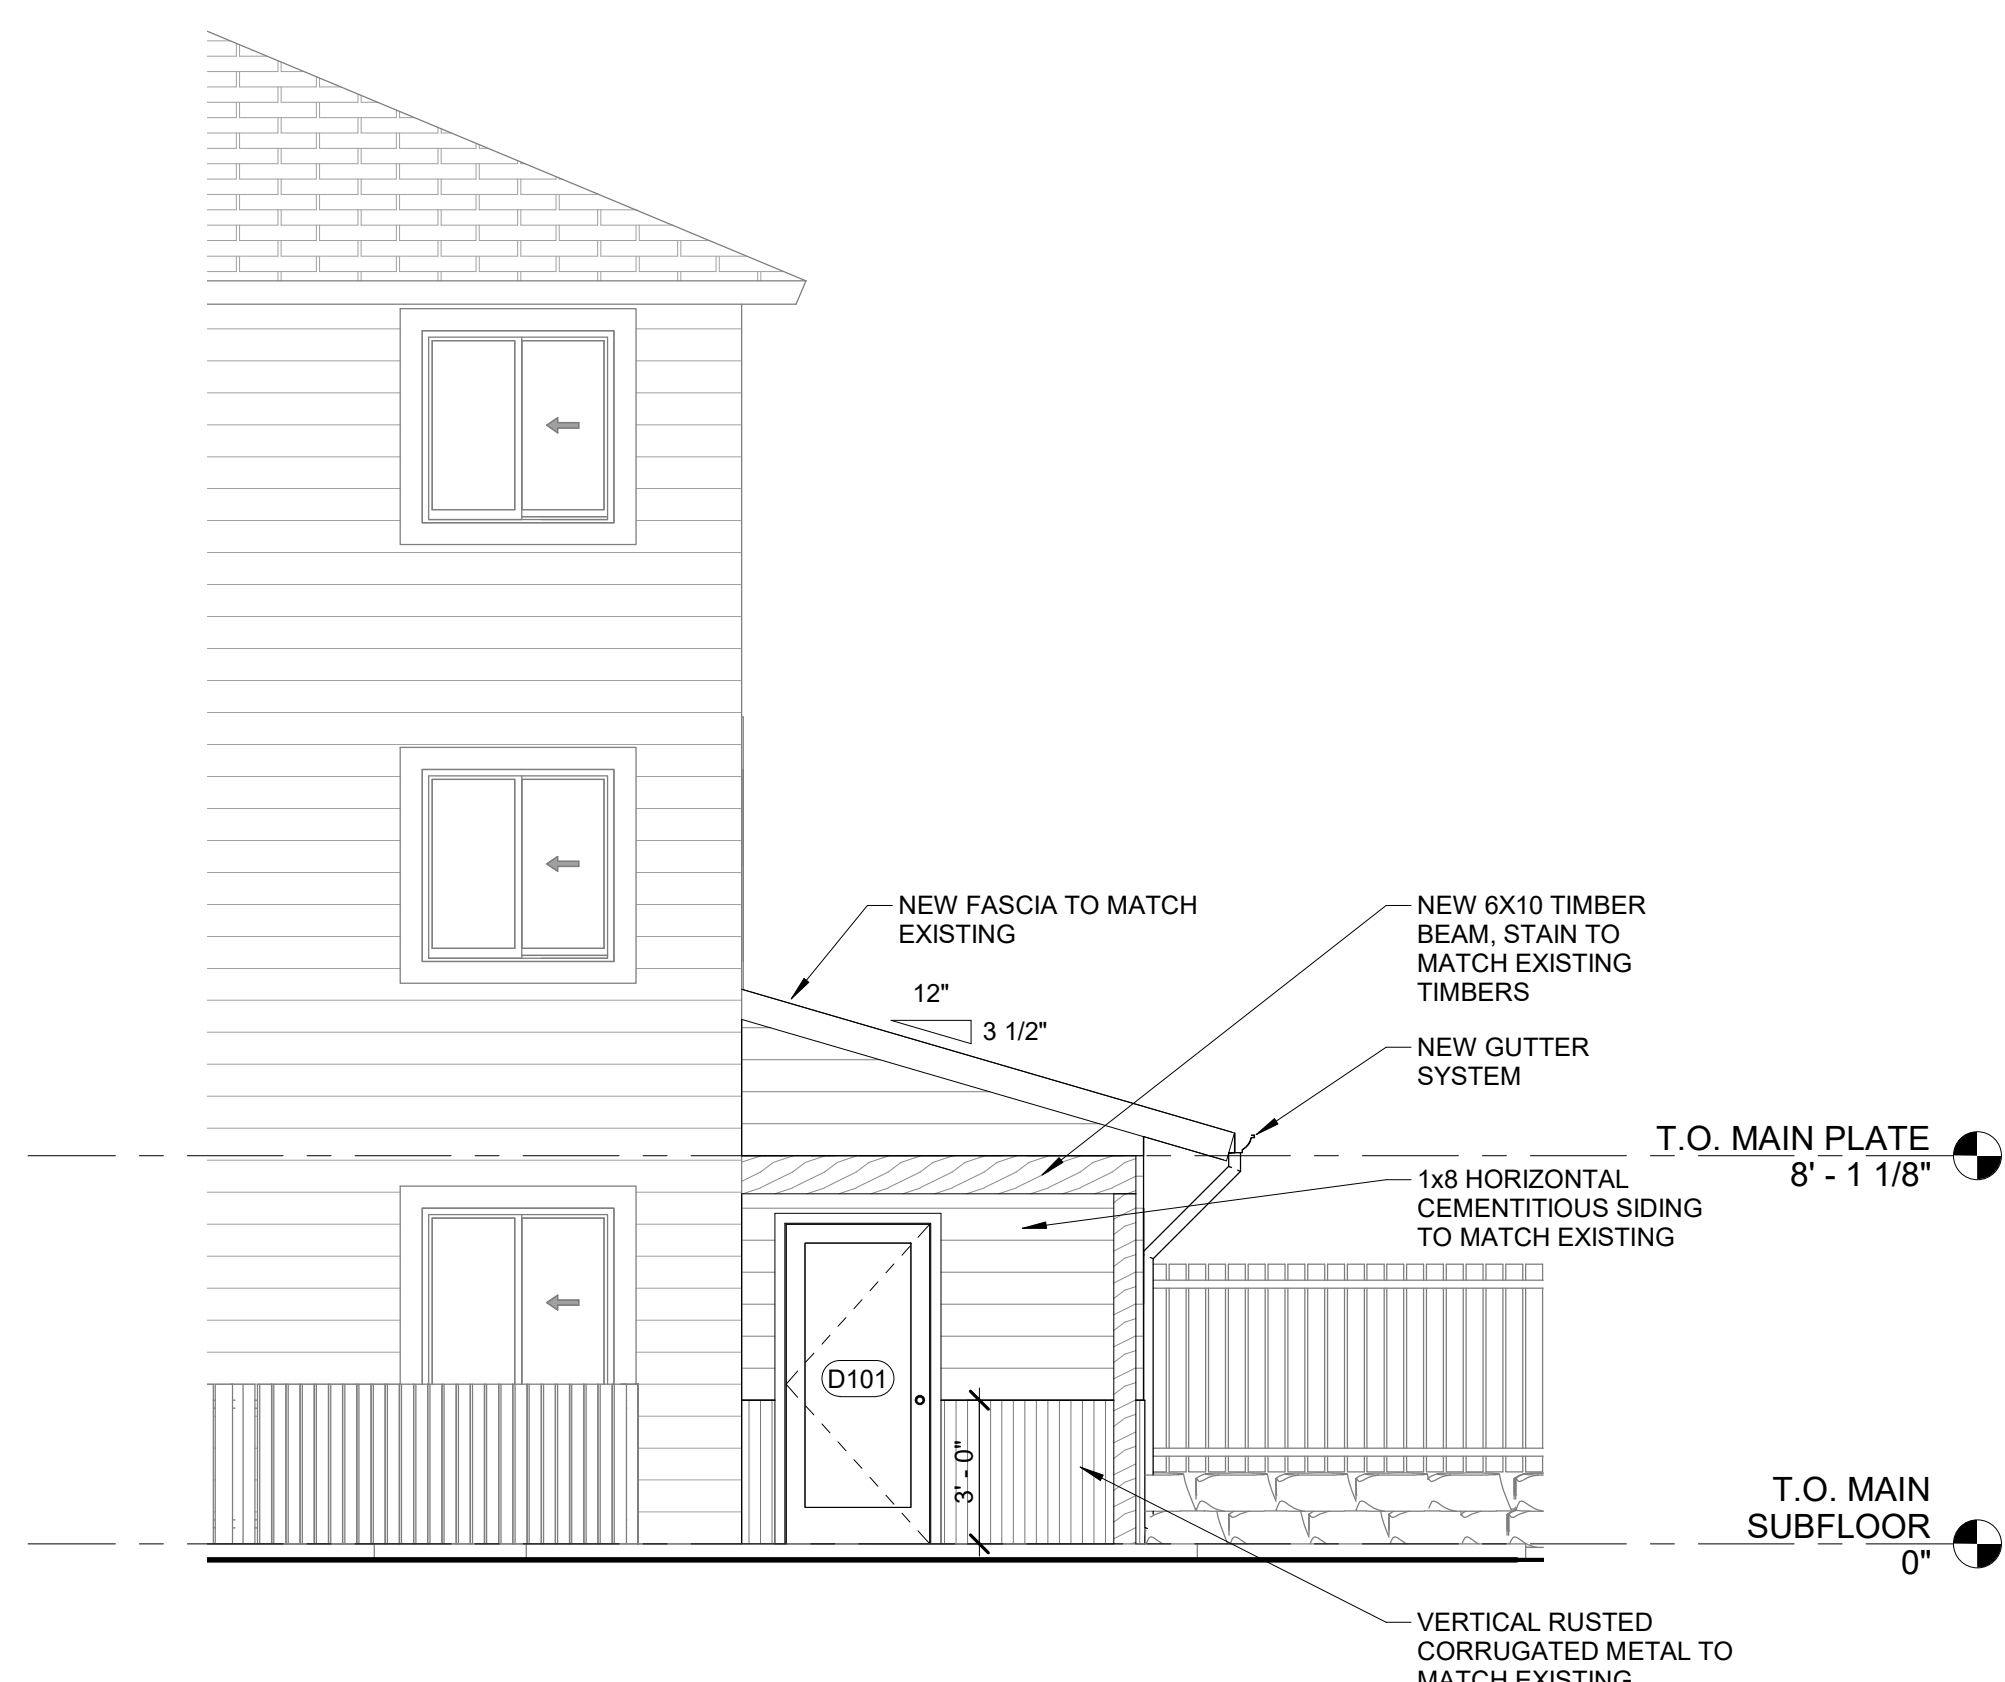 NEW FASCIA TO MATCH
EXISTING
12"
3 1/2"
NEW 6X10 TIMBER
BEAM, STAIN TO
MATCH EXISTING
TIMBERS
NEW GUTTER
SYSTEM
T.O. MAIN PLATE
8' - 1 1/8"
1x8 HORIZONTAL
CEMENTITIOUS SIDING
TO MATCH EXISTING
D101
3' - 0"
T.O. MAIN
SUBFLOOR
0"
VERTICAL RUSTED
CORRUGATED METAL TO
MATCH EXISTING